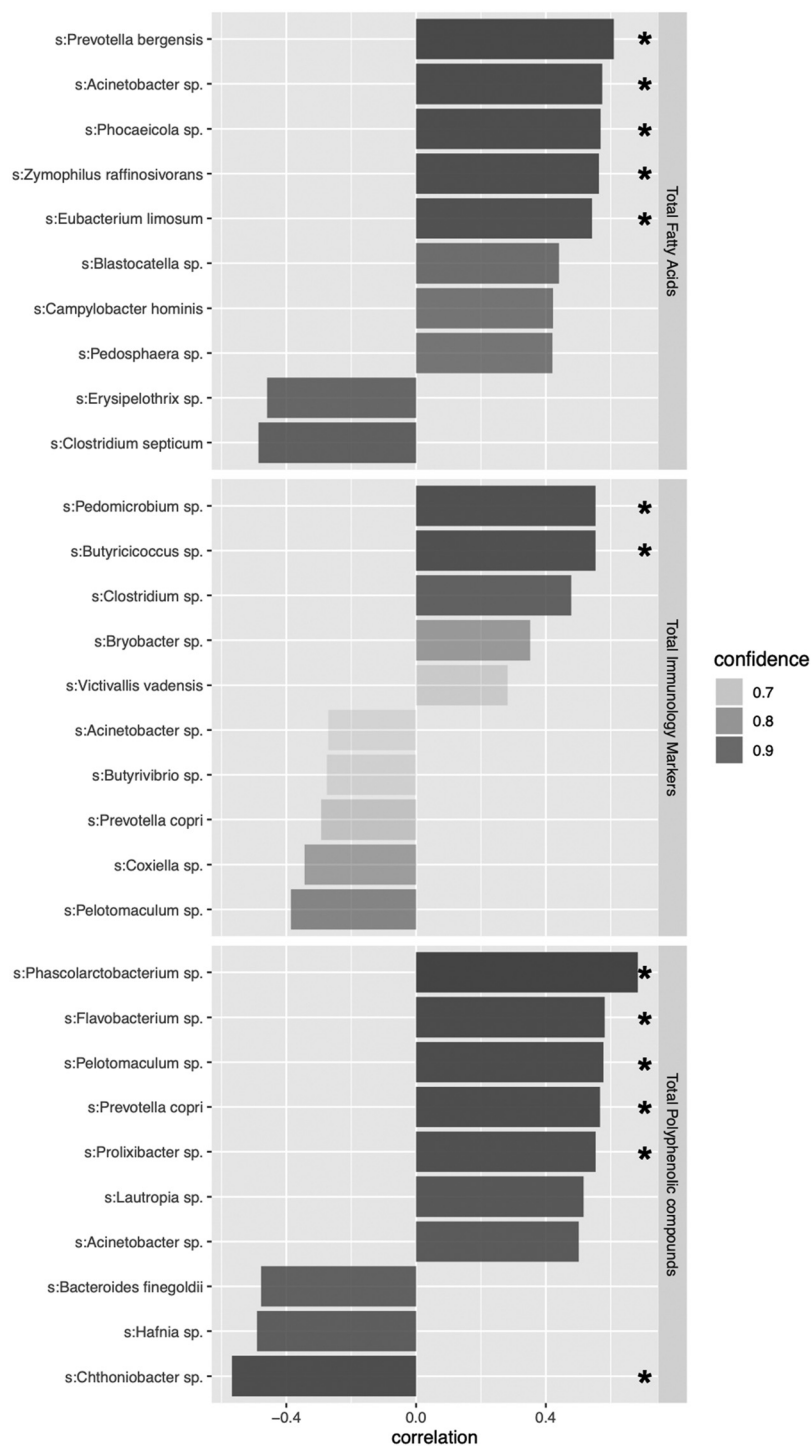 s:Prevotella bergensis
*
s:Acinetobacter sp.
*
s:Phocaeicola sp.
*
s:Zymophilus raffinosivorans
*
s:Eubacterium limosum
*
s:Blastocatella sp.
s:Campylobacter hominis
s:Pedosphaera sp.
s:Erysipelothrix sp.
s:Clostridium septicum
Total Fatty Acids
s:Pedomicrobium sp.
*
s:Butyricicoccus sp.
*
s:Clostridium sp.
s:Bryobacter sp.
s:Victivallis vadensis
s:Acinetobacter sp.
s:Butyrivibrio sp.
s:Prevotella copri
s:Coxiella sp.
s:Pelotomaculum sp.
Total Immunology Markers
s:Phascolarctobacterium sp.
*
s:Flavobacterium sp.
*
s:Pelotomaculum sp.
*
s:Prevotella copri
*
s:Prolixibacter sp.
*
s:Lautropia sp.
s:Acinetobacter sp.
s:Bacteroides finegoldii
s:Hafnia sp.
s:Chthoniobacter sp.
*
Total Polyphenolic compounds
−0.4 0.0 0.4
correlation
confidence
0.7
0.8
0.9